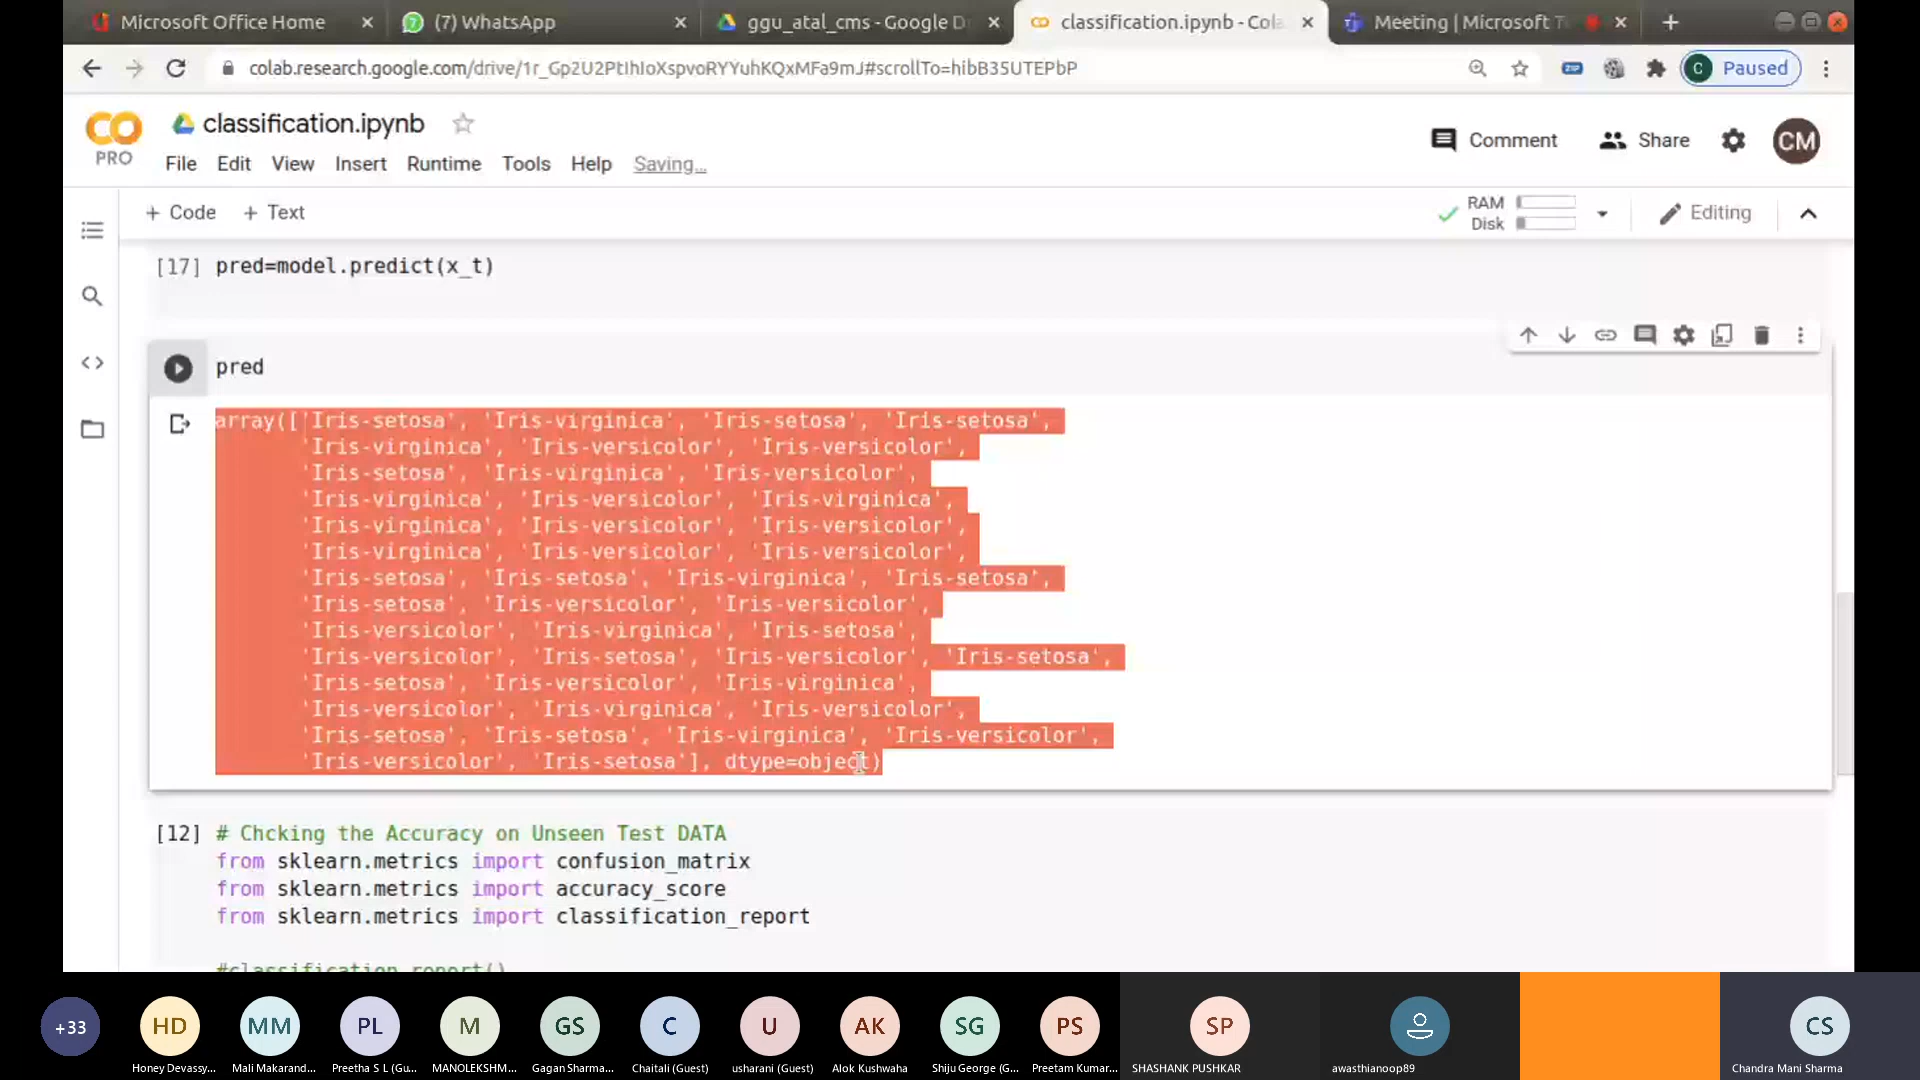 Microsoft Office Home
(7) WhatsApp
ggu_atal_cms - Google D
classification.ipynb - Cola
Meeting | Microsoft T
colab.research.google.com/drive/1r_Gp2U2PtIhIoXspvoRYYuhKQxMFa9mJ#scrollTo=hibB35UTEPbP
C Paused
CO
PRO
classification.ipynb
File Edit View Insert Runtime Tools Help Saving...
Comment Share CM
+ Code + Text
RAM
Disk
Editing
[17] pred=model.predict(x_t)
pred
array(['Iris-setosa', 'Iris-virginica', 'Iris-setosa', 'Iris-setosa',
'Iris-virginica', 'Iris-versicolor', 'Iris-versicolor',
'Iris-setosa', 'Iris-virginica', 'Iris-versicolor',
'Iris-virginica', 'Iris-versicolor', 'Iris-virginica',
'Iris-virginica', 'Iris-versicolor', 'Iris-versicolor',
'Iris-virginica', 'Iris-versicolor', 'Iris-versicolor',
'Iris-setosa', 'Iris-setosa', 'Iris-virginica', 'Iris-setosa',
'Iris-setosa', 'Iris-versicolor', 'Iris-versicolor',
'Iris-versicolor', 'Iris-virginica', 'Iris-setosa',
'Iris-versicolor', 'Iris-setosa', 'Iris-versicolor', 'Iris-setosa',
'Iris-setosa', 'Iris-versicolor', 'Iris-virginica',
'Iris-versicolor', 'Iris-virginica', 'Iris-versicolor',
'Iris-setosa', 'Iris-setosa', 'Iris-virginica', 'Iris-versicolor',
'Iris-versicolor', 'Iris-setosa'], dtype=object)
[12] # Chcking the Accuracy on Unseen Test DATA
from sklearn.metrics import confusion_matrix
from sklearn.metrics import accuracy_score
from sklearn.metrics import classification_report
#classification_report()
+33 HD MM PL M GS C U AK SG PS SP CS
Honey Devassy... Mali Makarand... Preetha S L (Gu... MANOLEKSHM... Gagan Sharma... Chaitali (Guest) usharani (Guest) Alok Kushwaha Shiju George (G... Preetam Kumar... SHASHANK PUSHKAR awasthianoop89 Chandra Mani Sharma